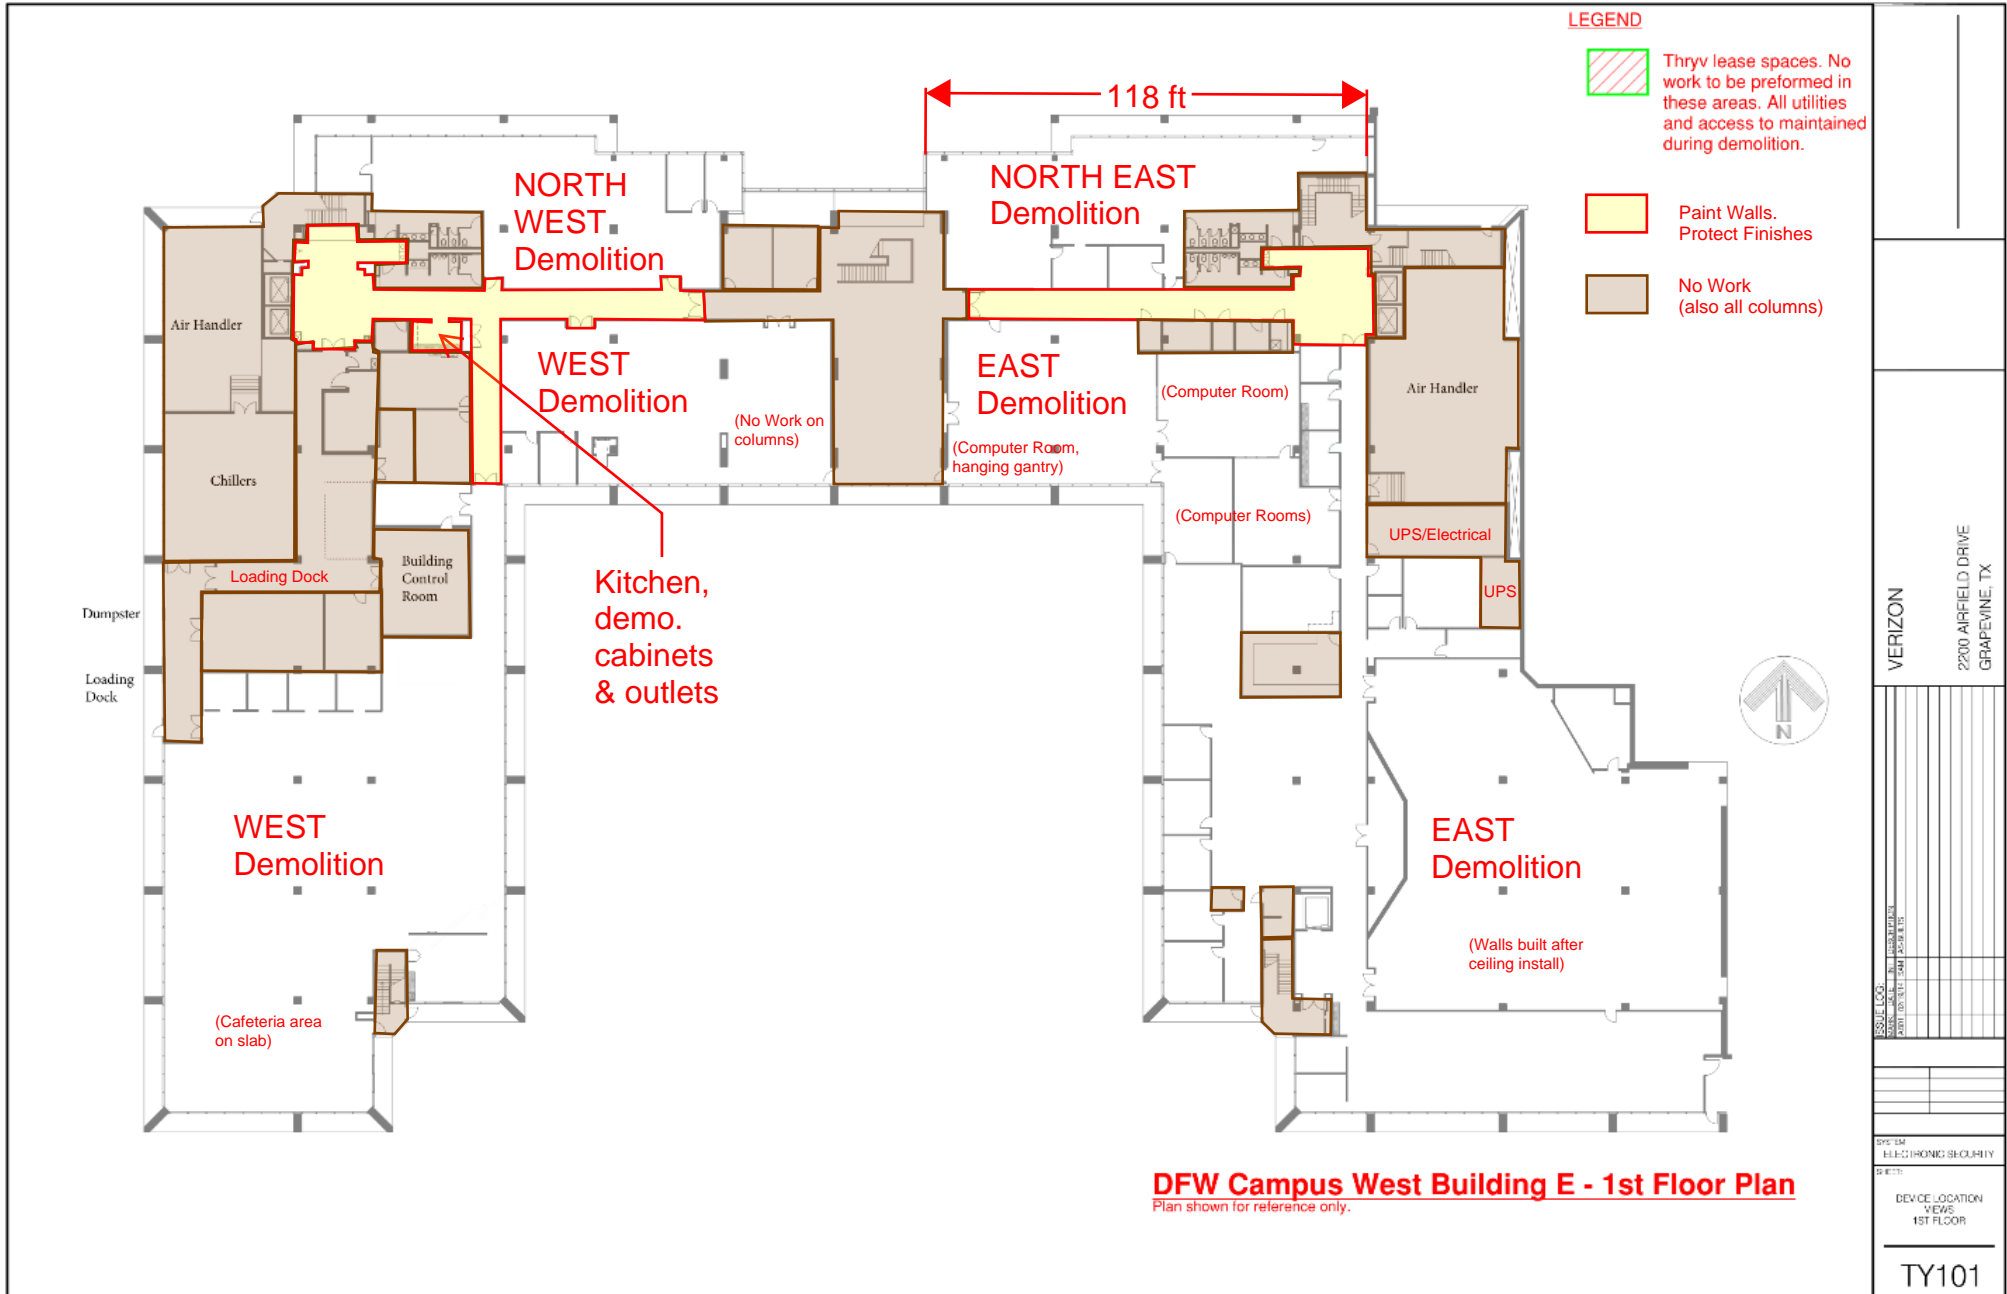 LEGEND
Thryv lease spaces. No
work to be preformed in
these areas. All utilities
and access to maintained
during demolition.
Paint Walls.
Protect Finishes
No Work
(also all columns)
118 ft
NORTH
WEST
Demolition
NORTH EAST
Demolition
Air Handler
WEST
Demolition
(No Work on
columns)
EAST
Demolition
(Computer Room,
hanging gantry)
(Computer Room)
(Computer Rooms)
Air Handler
Chillers
UPS/Electrical
UPS
Loading Dock
Building
Control
Room
Dumpster
Loading
Dock
Kitchen,
demo.
cabinets
& outlets
WEST
Demolition
(Cafeteria area
on slab)
EAST
Demolition
(Walls built after
ceiling install)
N
DFW Campus West Building E - 1st Floor Plan
Plan shown for reference only.
VERIZON
2200 AIRFIELD DRIVE
GRAPEVINE, TX
ISSUE LOG:
SYSTEM
ELECTRONIC SECURITY
SHEET:
DEVICE LOCATION
VIEWS
1ST FLOOR
TY101